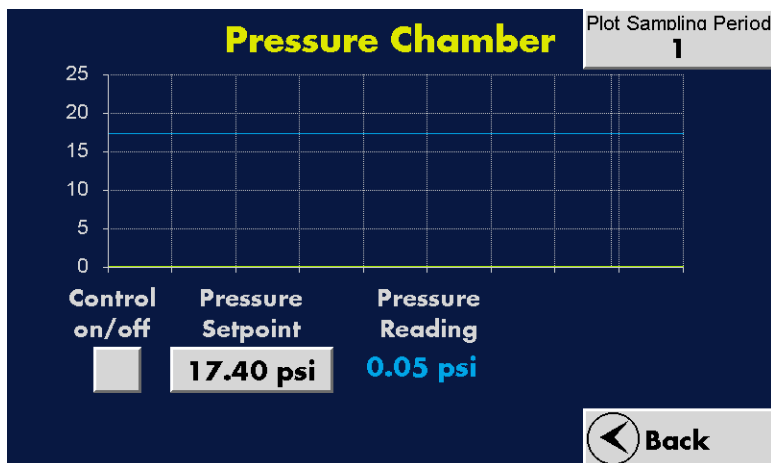 Pressure Chamber
Plot Sampling Period
1
25
20
15
10
5
0
Control
on/off
Pressure
Setpoint
17.40 psi
Pressure
Reading
0.05 psi
Back